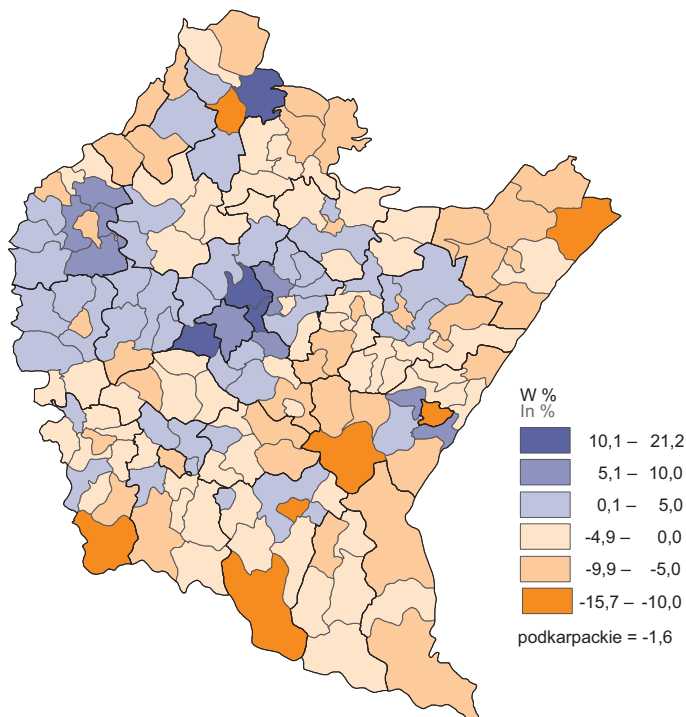 W %
In %
10,1 – 21,2
5,1 – 10,0
0,1 – 5,0
-4,9 – 0,0
-9,9 – -5,0
-15,7 – -10,0
podkarpackie = -1,6